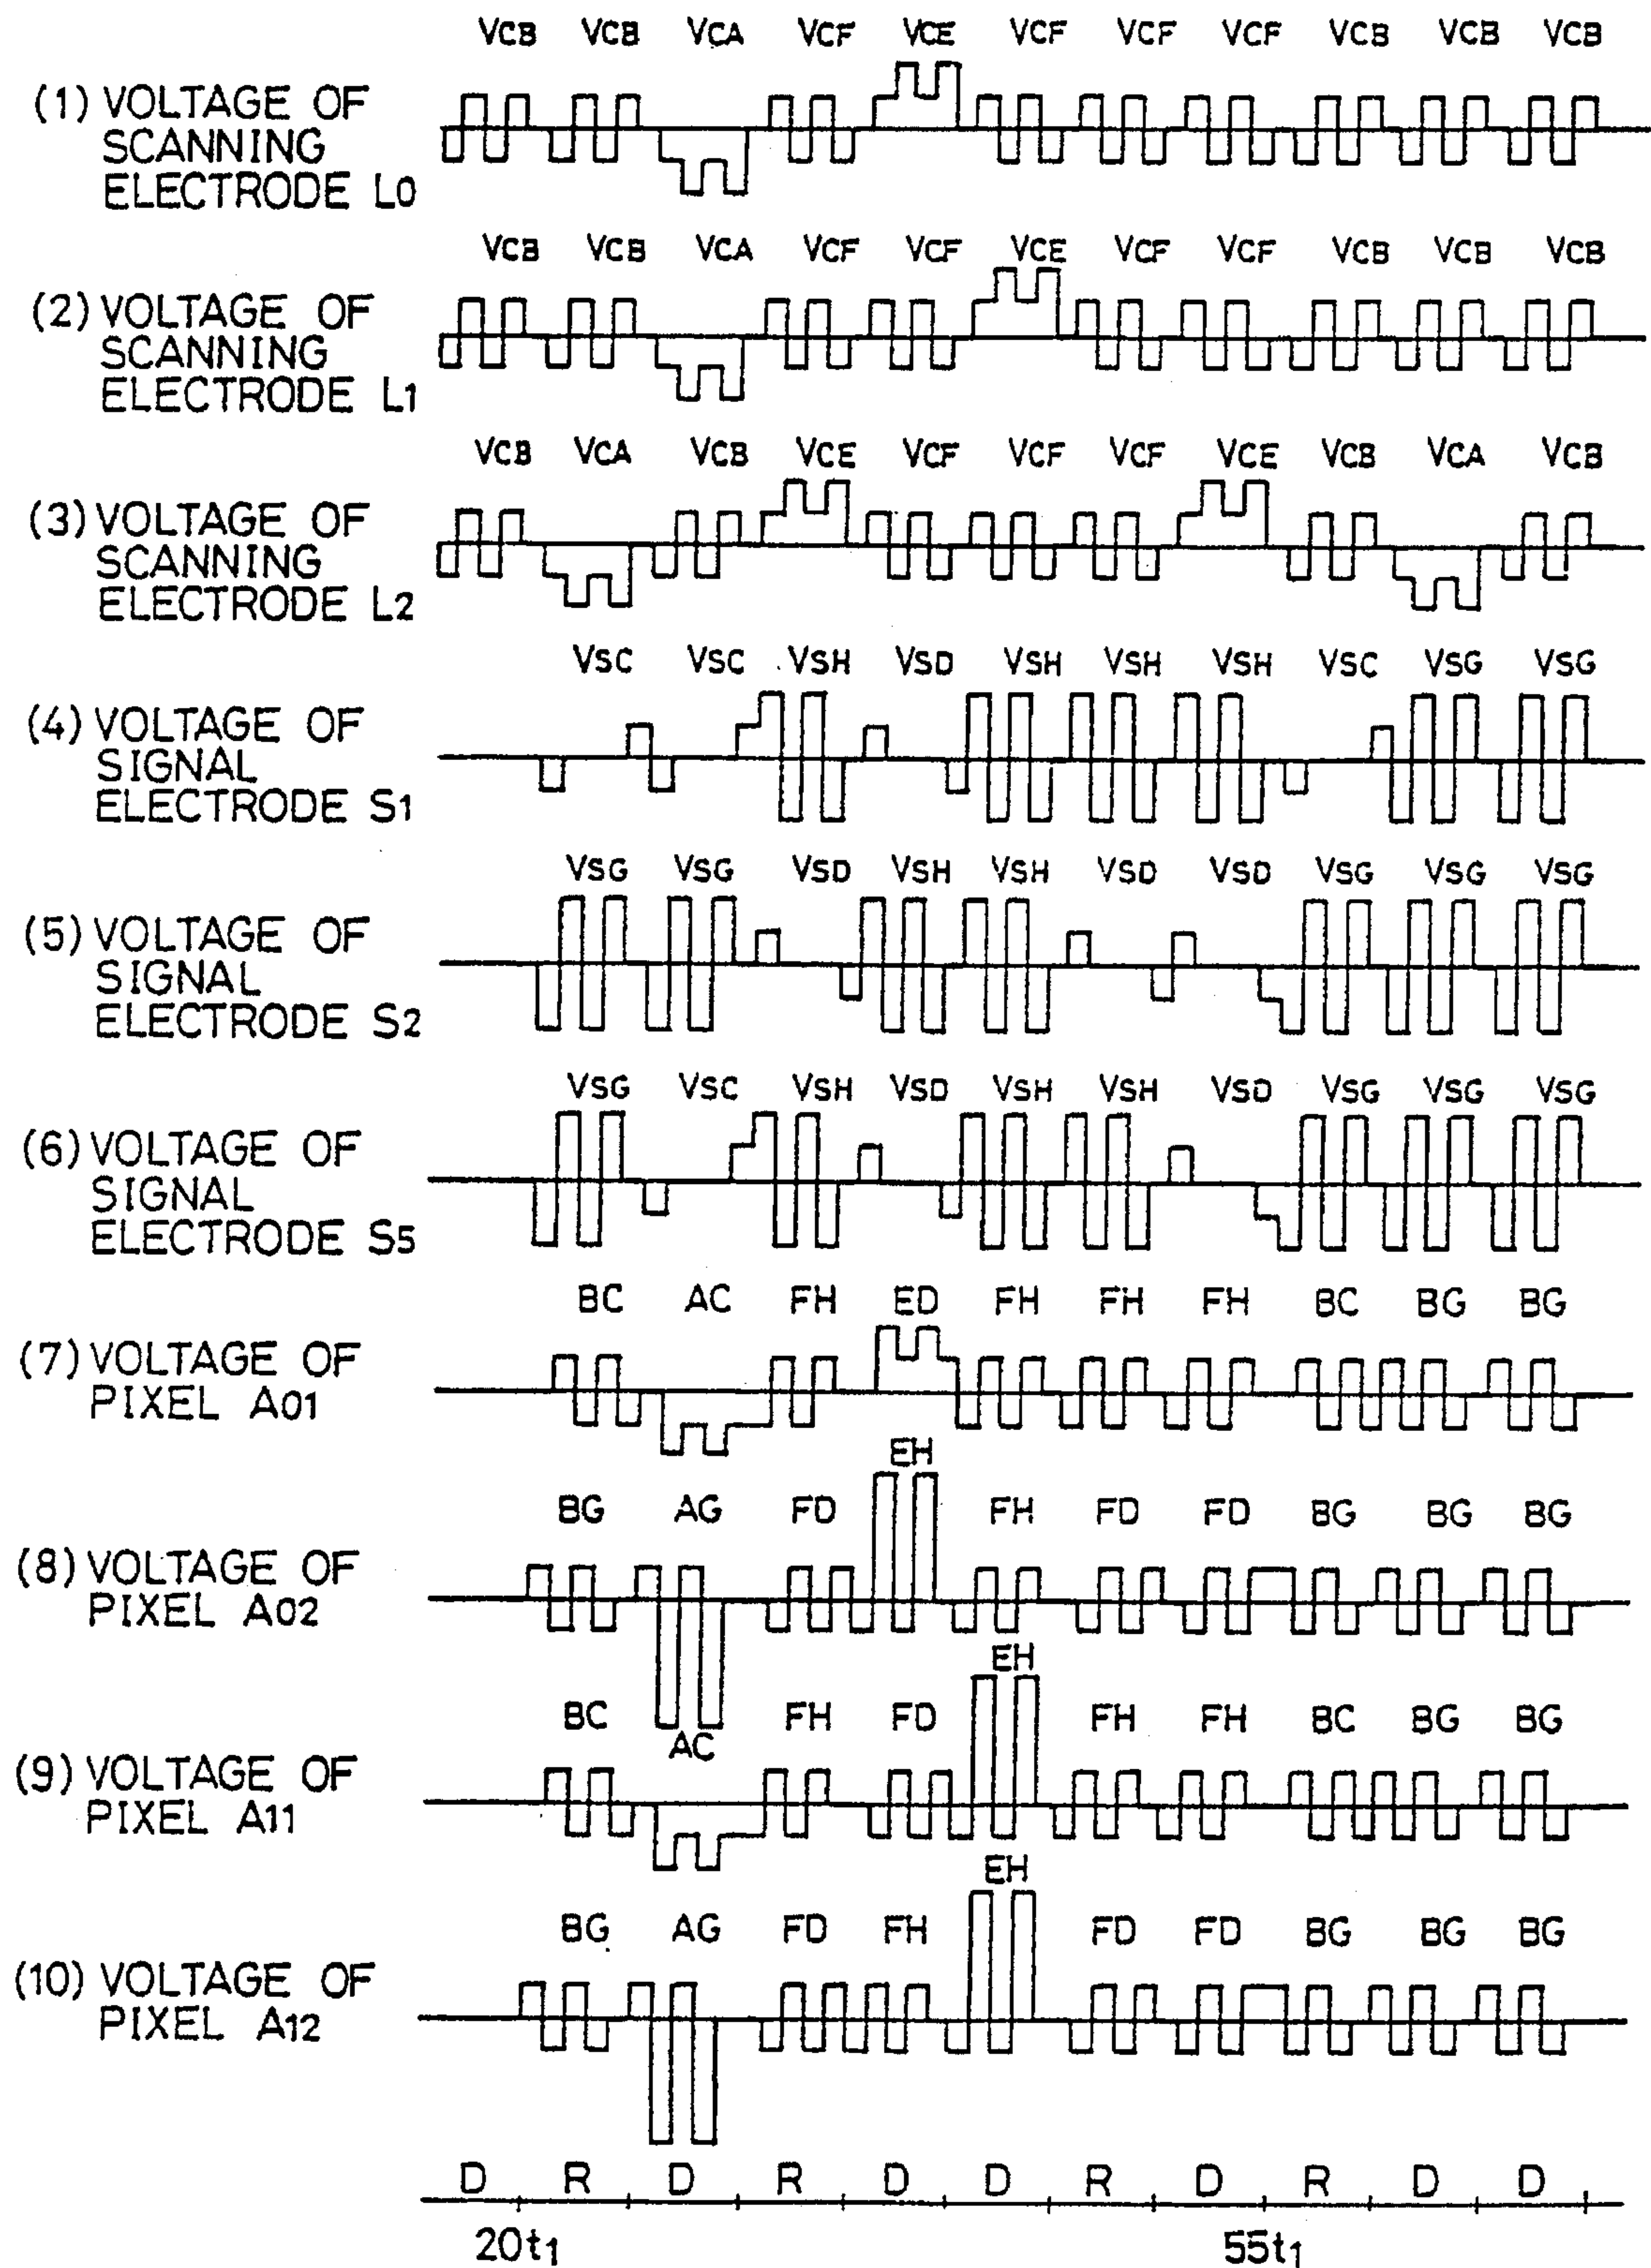 VCB VCB VCA VCF VCE VCF VCF VCF VCB VCB VCB
(1) VOLTAGE OF
SCANNING
ELECTRODE L0
VCB VCB VCA VCF VCF VCE VCF VCF VCB VCB VCB
(2) VOLTAGE OF
SCANNING
ELECTRODE L1
VCB VCA VCB VCE VCF VCF VCF VCE VCB VCA VCB
(3) VOLTAGE OF
SCANNING
ELECTRODE L2
VSC VSC VSH VSD VSH VSH VSH VSC VSG VSG
(4) VOLTAGE OF
SIGNAL
ELECTRODE S1
VSG VSG VSD VSH VSH VSD VSD VSG VSG VSG
(5) VOLTAGE OF
SIGNAL
ELECTRODE S2
VSG VSC VSH VSD VSH VSH VSD VSG VSG VSG
(6) VOLTAGE OF
SIGNAL
ELECTRODE S5
BC AC FH ED FH FH FH BC BG BG
(7) VOLTAGE OF
PIXEL A01
EH
BG AG FD FH FD FD BG BG BG
(8) VOLTAGE OF
PIXEL A02
EH
BC FH FD FH FH BC BG BG
AC
(9) VOLTAGE OF
PIXEL A11
EH
BG AG FD FH FD FD BG BG BG
(10) VOLTAGE OF
PIXEL A12
D R D R D D R D R D D
20t1 55t1